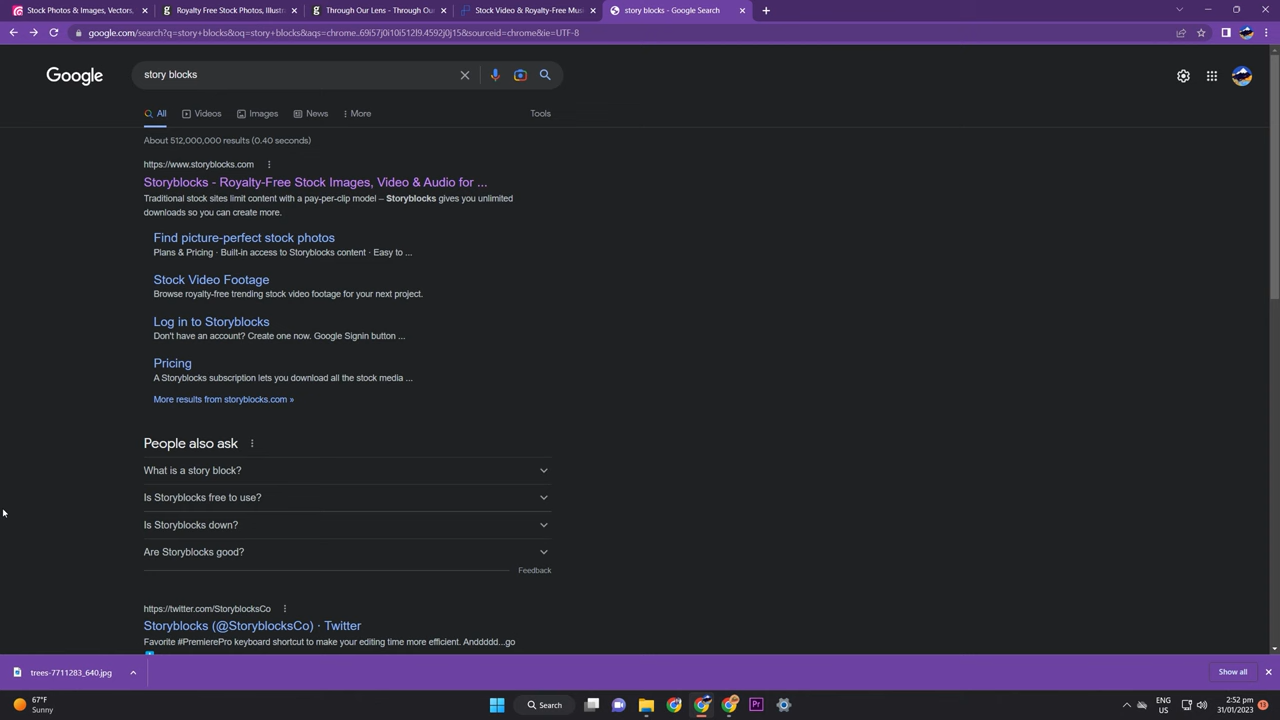 Stock Photos & Images, Vectors,
Royalty Free Stock Photos, Illustr
Through Our Lens - Through Our
Stock Video & Royalty-Free Mus
story blocks - Google Search
google.com/search?q=story+blocks&oq=story+blocks&aqs=chrome..69i57j0i10i512l9.4592j0j15&sourceid=chrome&ie=UTF-8
Google
story blocks
All
Videos
Images
News
More
Tools
About 512,000,000 results (0.40 seconds)
https://www.storyblocks.com
Storyblocks - Royalty-Free Stock Images, Video & Audio for ...
Traditional stock sites limit content with a pay-per-clip model – Storyblocks gives you unlimited
downloads so you can create more.
Find picture-perfect stock photos
Plans & Pricing · Built-in access to Storyblocks content · Easy to ...
Stock Video Footage
Browse royalty-free trending stock video footage for your next project.
Log in to Storyblocks
Don't have an account? Create one now. Google Signin button ...
Pricing
A Storyblocks subscription lets you download all the stock media ...
More results from storyblocks.com »
People also ask
What is a story block?
Is Storyblocks free to use?
Is Storyblocks down?
Are Storyblocks good?
Feedback
https://twitter.com/StoryblocksCo
Storyblocks (@StoryblocksCo) · Twitter
Favorite #PremierePro keyboard shortcut to make your editing time more efficient. Anddddd...go
trees-7711283_640.jpg
Show all
67°F
Sunny
Search
Pr
ENG
US
2:52 pm
31/01/2023
13